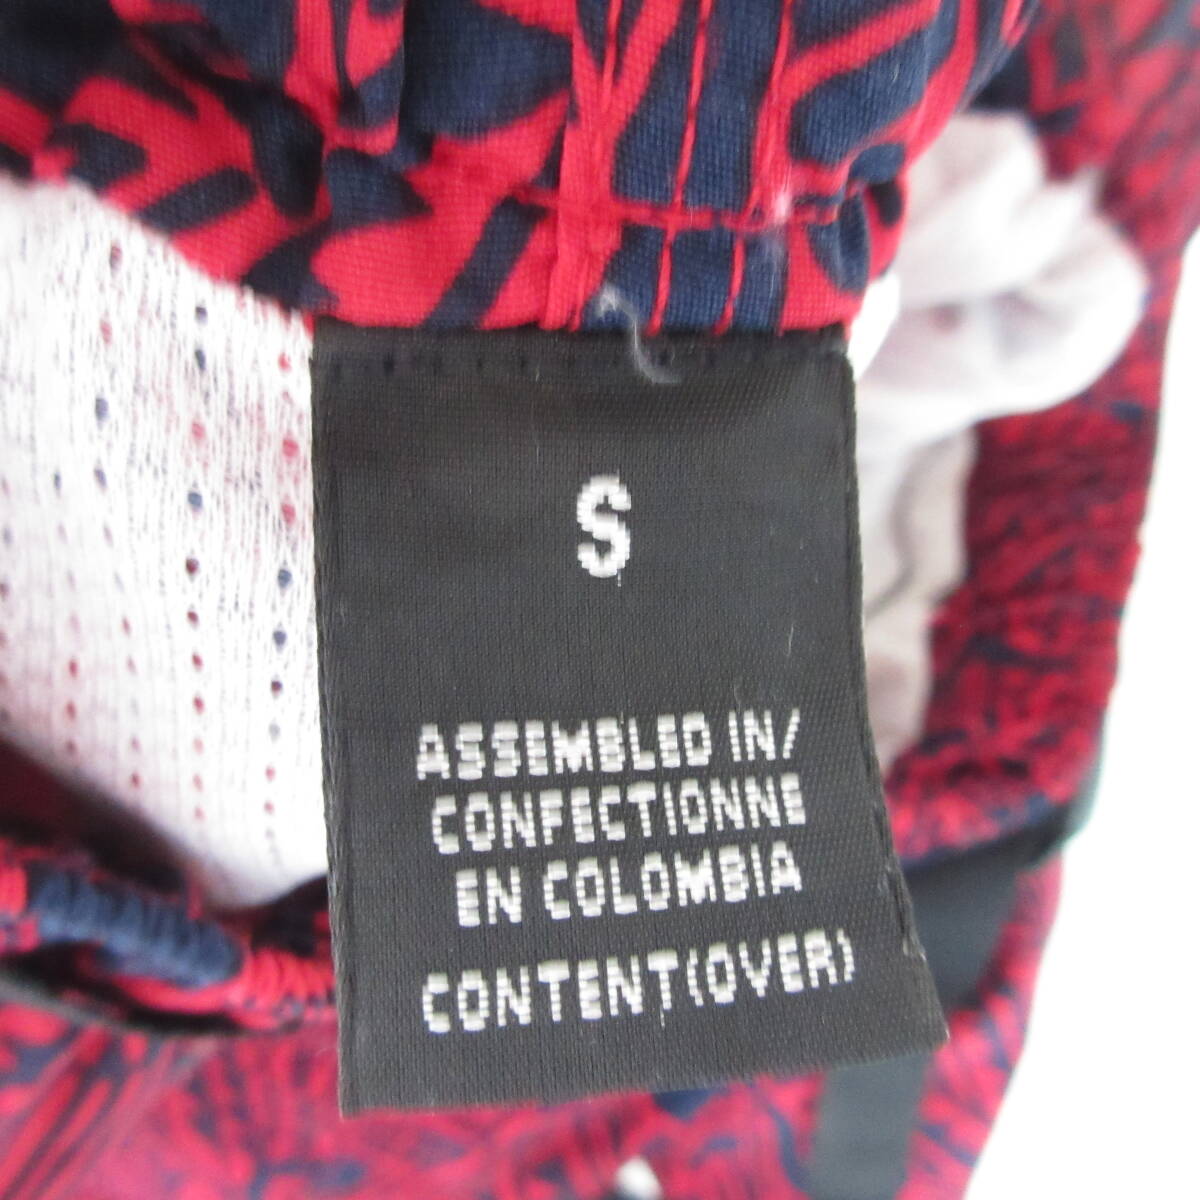 S
ASSEMBLED IN/
CONFECTIONNE
EN COLOMBIA
CONTENT(OVER)